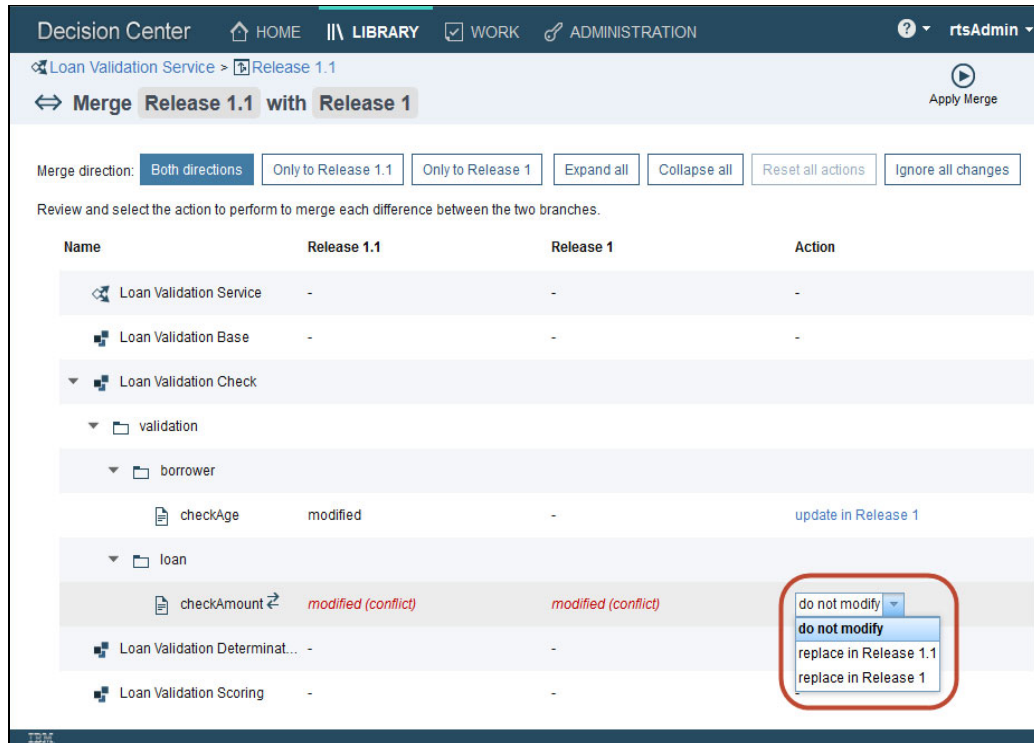 Decision Center HOME LIBRARY WORK ADMINISTRATION ? rtsAdmin
Loan Validation Service > Release 1.1
Merge Release 1.1 with Release 1
Apply Merge
Merge direction: Both directions Only to Release 1.1 Only to Release 1 Expand all Collapse all Reset all actions Ignore all changes
Review and select the action to perform to merge each difference between the two branches.
Name Release 1.1 Release 1 Action
Loan Validation Service - - -
Loan Validation Base - - -
Loan Validation Check
validation
borrower
checkAge modified - update in Release 1
loan
checkAmount modified (conflict) modified (conflict) do not modify
do not modify
Loan Validation Determinat... - -
replace in Release 1.1
replace in Release 1
Loan Validation Scoring - - -
IBM